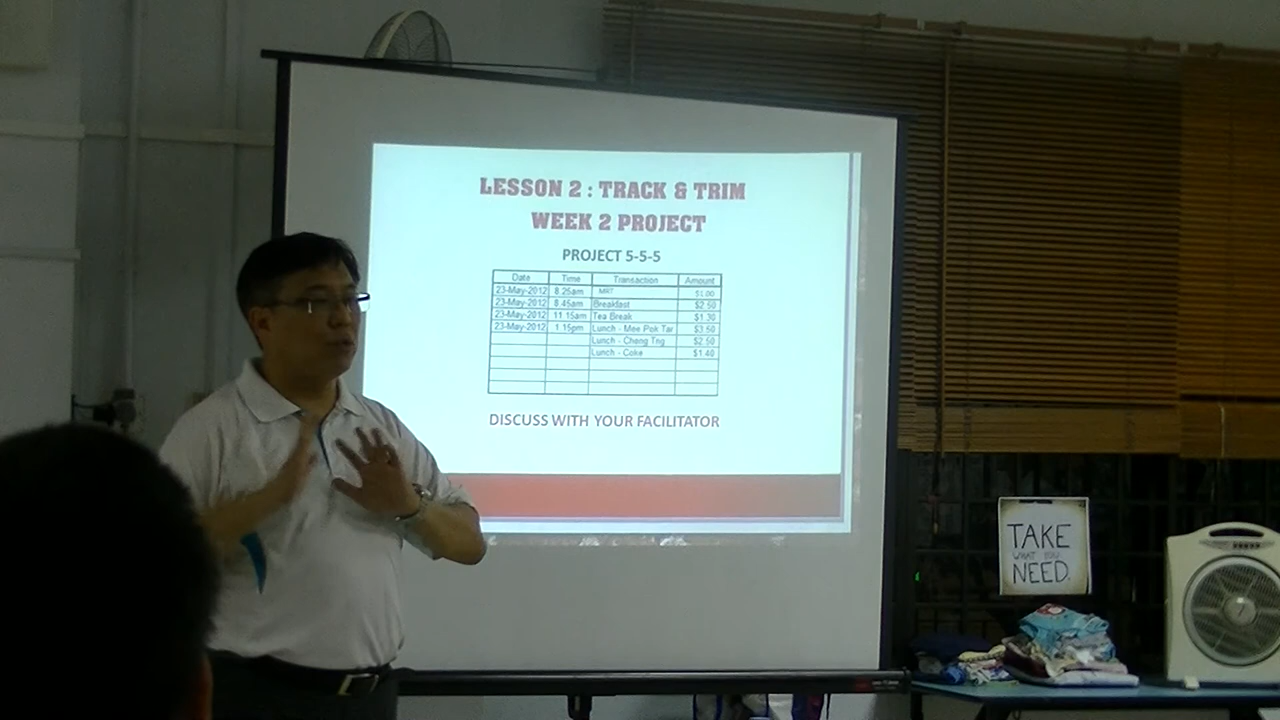 LESSON 2 : TRACK & TRIM
WEEK 2 PROJECT
PROJECT 5-5-5
Date Time Transaction Amount
23-May-2012 8.25am MRT $1.00
23-May-2012 8.45am Breakfast $2.50
23-May-2012 11.15am Tea Break $1.30
23-May-2012 1.15pm Lunch - Mee Pok Tar $3.50
Lunch - Cheng Tng $2.50
Lunch - Coke $1.40
DISCUSS WITH YOUR FACILITATOR
TAKE
WHAT YOU
NEED.